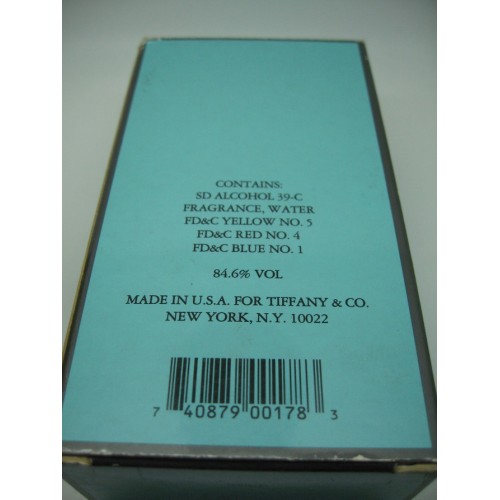 CONTAINS:
SD ALCOHOL 39-C
FRAGRANCE, WATER
FD&C YELLOW NO. 5
FD&C RED NO. 4
FD&C BLUE NO. 1
84.6% VOL
MADE IN U.S.A. FOR TIFFANY & CO.
NEW YORK, N.Y. 10022
7 40879 00178 3